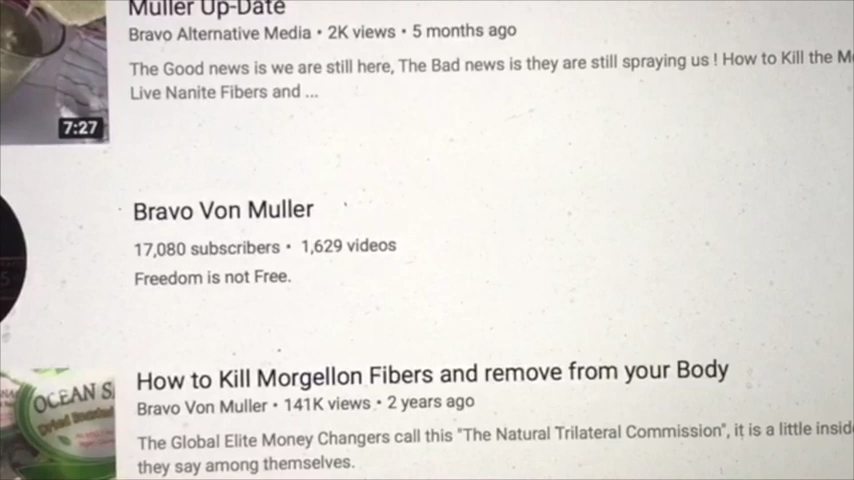 Muller Up-Date
Bravo Alternative Media • 2K views • 5 months ago
The Good news is we are still here, The Bad news is they are still spraying us ! How to Kill the M
Live Nanite Fibers and ...
7:27
Bravo Von Muller
17,080 subscribers • 1,629 videos
Freedom is not Free.
How to Kill Morgellon Fibers and remove from your Body
OCEAN S
Bravo Von Muller • 141K views • 2 years ago
The Global Elite Money Changers call this "The Natural Trilateral Commission", it is a little insid
they say among themselves.